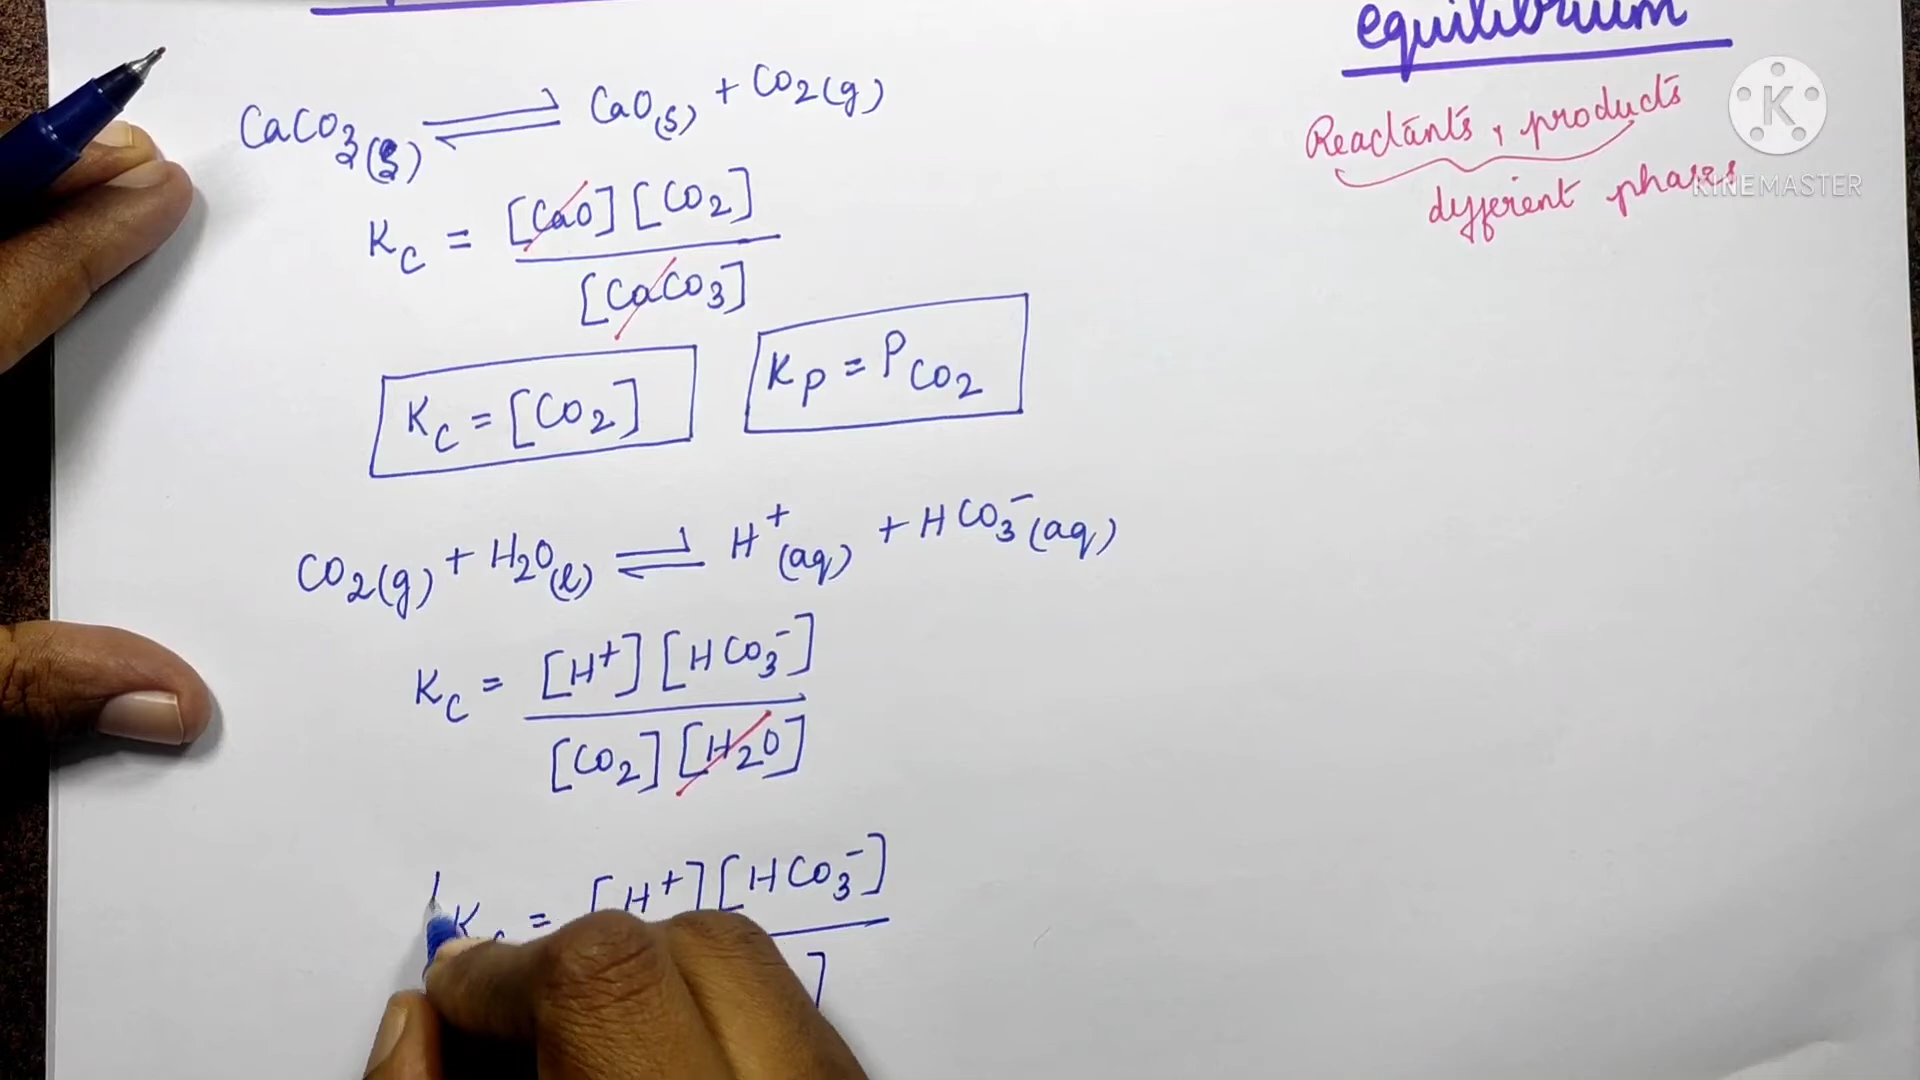 equilibrium
Reactants, products
different phases
K
KINEMASTER
CaCO3(s) ⇌ CaO(s) + CO2(g)
Kc = [CaO][CO2]
[CaCO3]
Kc = [CO2]
Kp = PCO2
CO2(g) + H2O(l) ⇌ H+(aq) + HCO3-(aq)
Kc = [H+][HCO3-]
[CO2][H2O]
Kc = [H+][HCO3-]
]